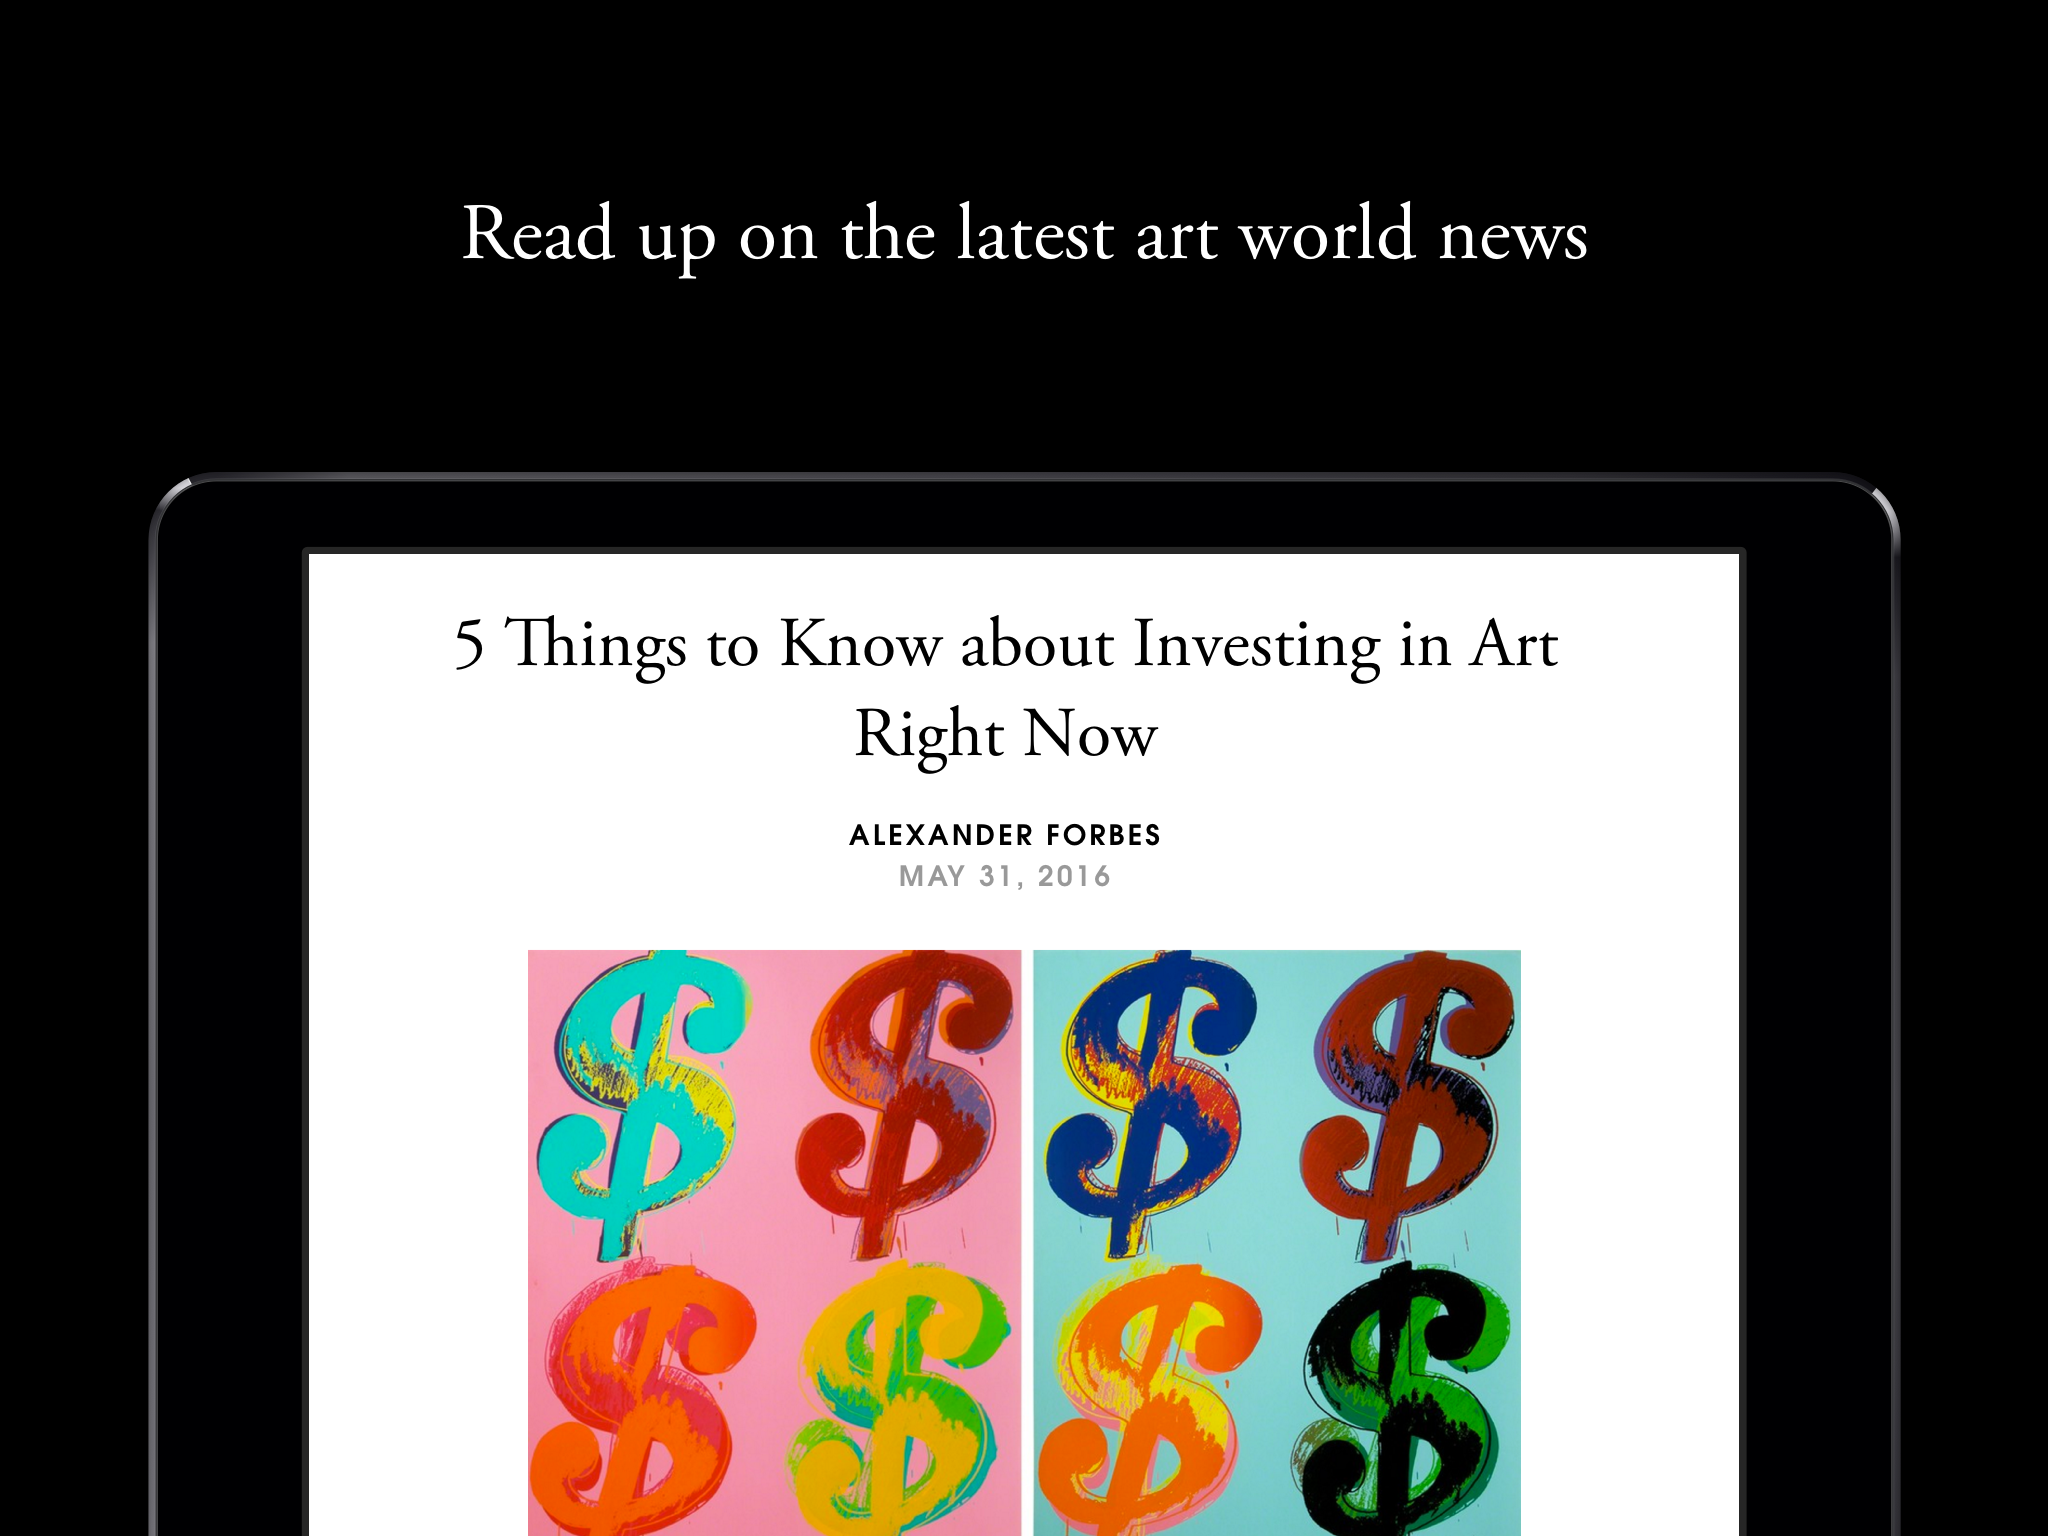 Read up on the latest art world news
5 Things to Know about Investing in Art
Right Now
ALEXANDER FORBES
MAY 31, 2016